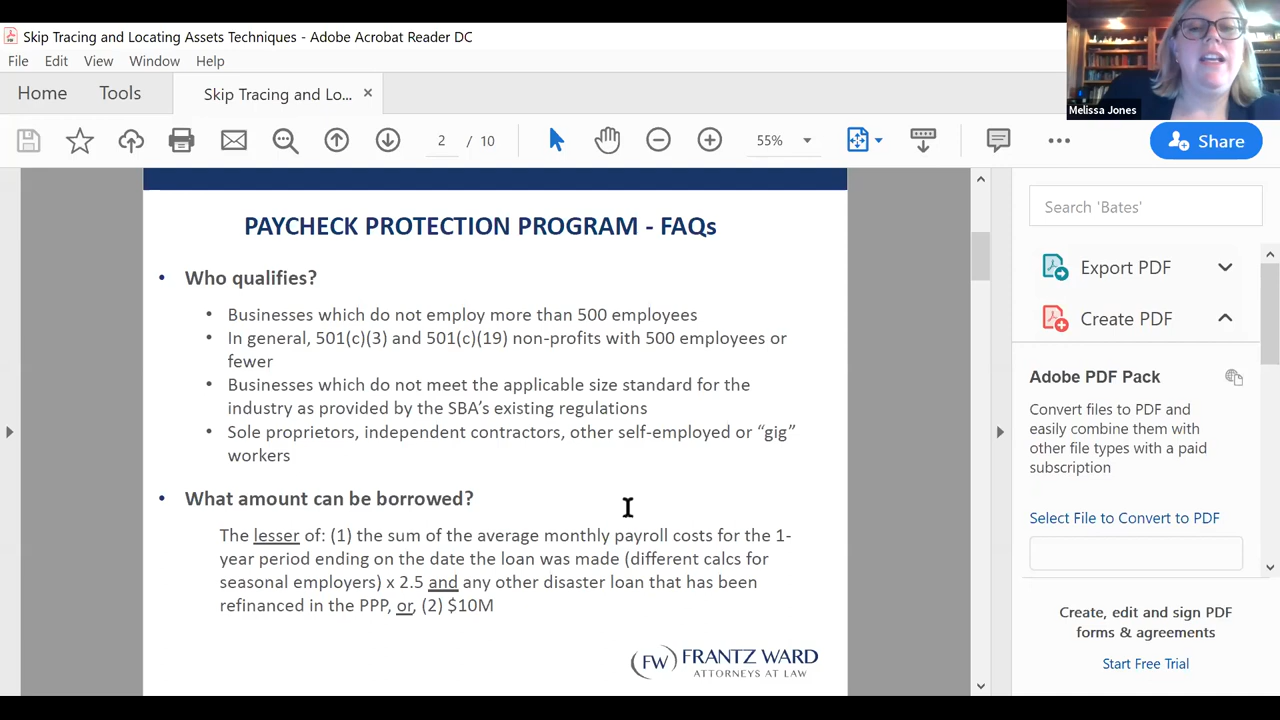 Skip Tracing and Locating Assets Techniques - Adobe Acrobat Reader DC
File Edit View Window Help
Home Tools Skip Tracing and Lo... ×
2 / 10 55% Share
Melissa Jones
PAYCHECK PROTECTION PROGRAM - FAQs
• Who qualifies?
• Businesses which do not employ more than 500 employees
• In general, 501(c)(3) and 501(c)(19) non-profits with 500 employees or
fewer
• Businesses which do not meet the applicable size standard for the
industry as provided by the SBA's existing regulations
• Sole proprietors, independent contractors, other self-employed or “gig”
workers
• What amount can be borrowed?
The lesser of: (1) the sum of the average monthly payroll costs for the 1-
year period ending on the date the loan was made (different calcs for
seasonal employers) x 2.5 and any other disaster loan that has been
refinanced in the PPP, or, (2) $10M
FW FRANTZ WARD
ATTORNEYS AT LAW
Search 'Bates'
Export PDF
Create PDF
Adobe PDF Pack
Convert files to PDF and
easily combine them with
other file types with a paid
subscription
Select File to Convert to PDF
Create, edit and sign PDF
forms & agreements
Start Free Trial